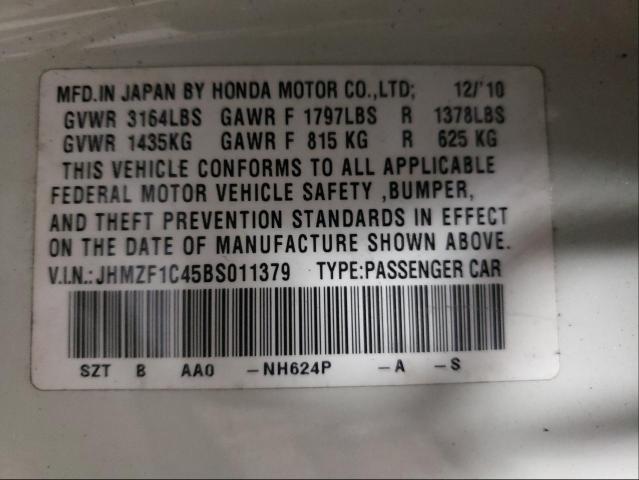 MFD.IN JAPAN BY HONDA MOTOR CO.,LTD; 12/'10
GVWR 3164LBS GAWR F 1797LBS R 1378LBS
GVWR 1435KG GAWR F 815 KG R 625 KG
THIS VEHICLE CONFORMS TO ALL APPLICABLE
FEDERAL MOTOR VEHICLE SAFETY ,BUMPER,
AND THEFT PREVENTION STANDARDS IN EFFECT
ON THE DATE OF MANUFACTURE SHOWN ABOVE.
V.I.N.:JHMZF1C45BS011379 TYPE:PASSENGER CAR
SZT B AA0 -NH624P -A -S